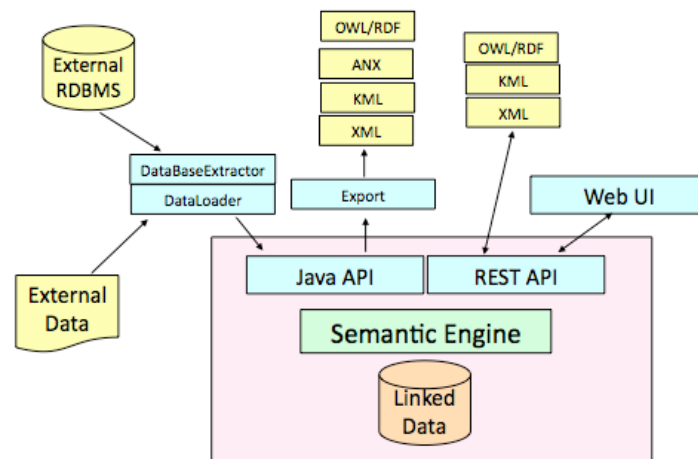 External
RDBMS
OWL/RDF
ANX
KML
XML
OWL/RDF
KML
XML
DataBaseExtractor
DataLoader
Export
Web UI
External
Data
Java API
REST API
Semantic Engine
Linked
Data